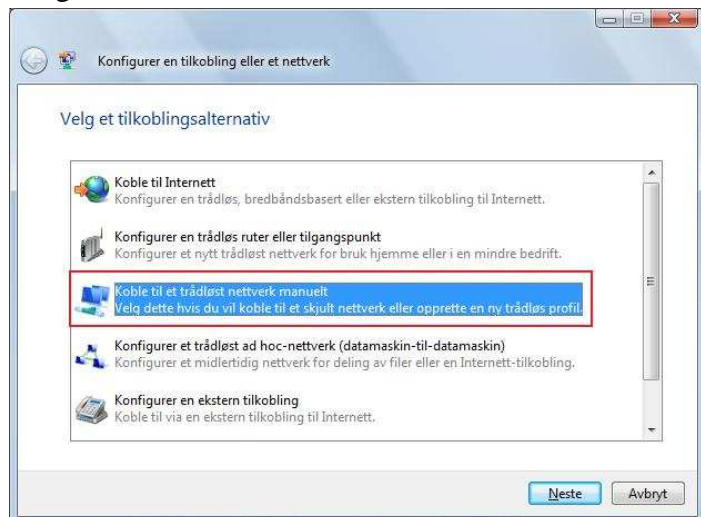 Konfigurer en tilkobling eller et nettverk
Velg et tilkoblingsalternativ
Koble til Internett
Konfigurer en trådløs, bredbåndsbasert eller ekstern tilkobling til Internett.
Konfigurer en trådløs ruter eller tilgangspunkt
Konfigurer et nytt trådløst nettverk for bruk hjemme eller i en mindre bedrift.
Koble til et trådløst nettverk manuelt
Velg dette hvis du vil koble til et skjult nettverk eller opprette en ny trådløs profil.
Konfigurer et trådløst ad hoc-nettverk (datamaskin-til-datamaskin)
Konfigurer et midlertidig nettverk for deling av filer eller en Internett-tilkobling.
Konfigurer en ekstern tilkobling
Koble til via en ekstern tilkobling til Internett.
Neste Avbryt